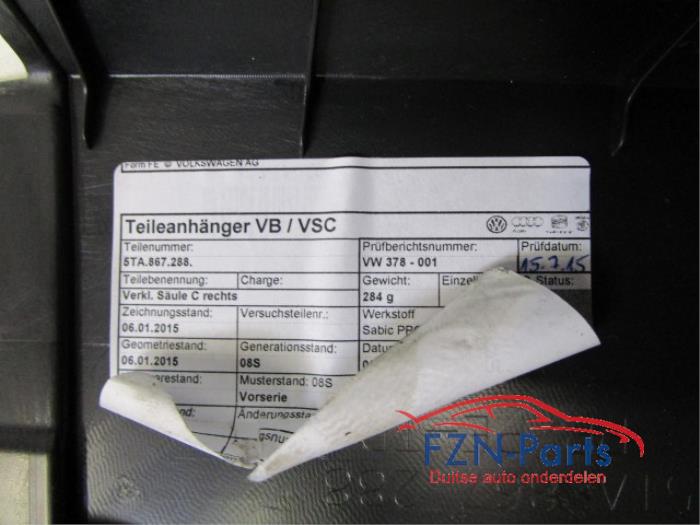 Form FE © VOLKSWAGEN AG
Teileanhänger VB / VSC
Teilenummer: Prüfberichtsnummer: Prüfdatum:
5TA.867.288. VW 378 - 001 15.7.15
Teilebenennung: Charge: Gewicht: Status:
Verkl. Säule C rechts 284 g
Zeichnungsstand: Versuchsteilenr.: Werkstoff
06.01.2015 Sabic
Geometriestand: Generationsstand:
06.01.2015 08S
Musterstand: 08S
Vorserie
FZN-Parts
Duitse auto onderdelen